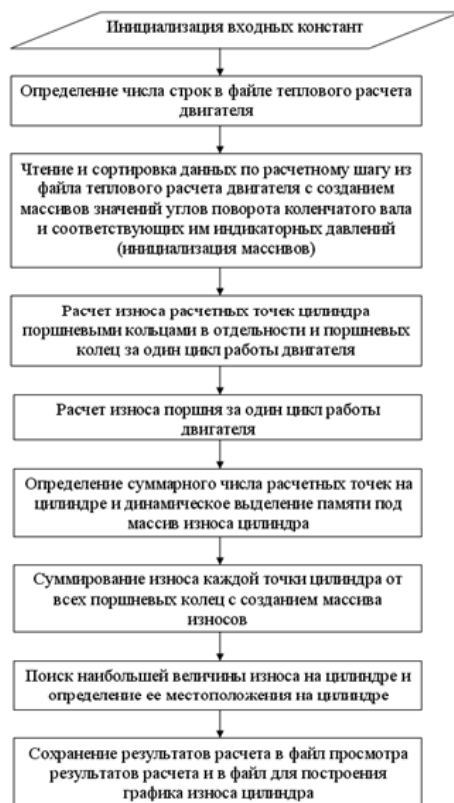 Инициализация входных констант
Определение числа строк в файле теплового расчета
двигателя
Чтение и сортировка данных по расчетному шагу из
файла теплового расчета двигателя с созданием
массивов значений углов поворота коленчатого вала
и соответствующих им индикаторных давлений
(инициализация массивов)
Расчет износа расчетных точек цилиндра
поршневыми кольцами в отдельности и поршневых
колец за один цикл работы двигателя
Расчет износа поршня за один цикл работы
двигателя
Определение суммарного числа расчетных точек на
цилиндре и динамическое выделение памяти под
массив износа цилиндра
Суммирование износа каждой точки цилиндра от
всех поршневых колец с созданием массива
износов
Поиск наибольшей величины износа на цилиндре и
определение ее местоположения на цилиндре
Сохранение результатов расчета в файл просмотра
результатов расчета и в файл для построения
графика износа цилиндра